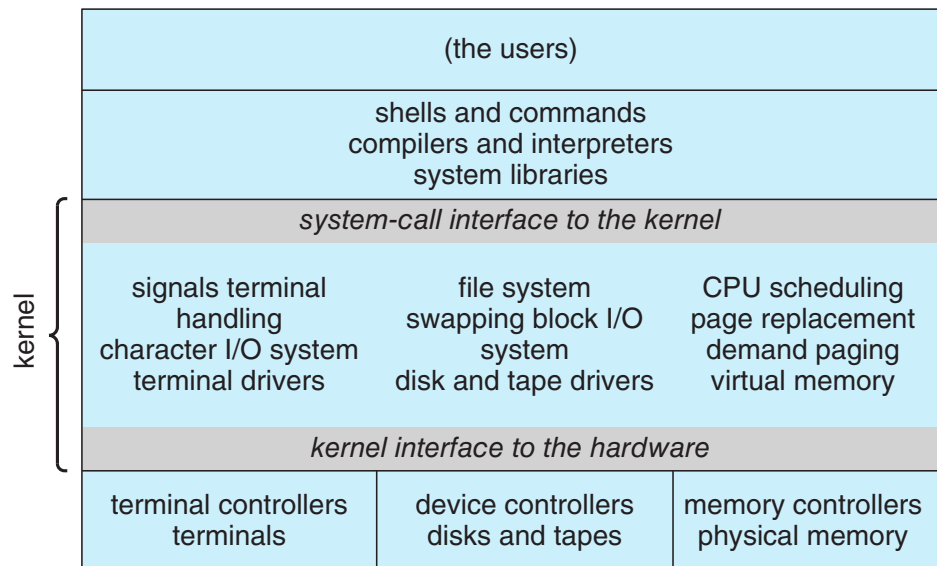 (the users)
shells and commands
compilers and interpreters
system libraries
system-call interface to the kernel
kernel
signals terminal
handling
character I/O system
terminal drivers
file system
swapping block I/O
system
disk and tape drivers
CPU scheduling
page replacement
demand paging
virtual memory
kernel interface to the hardware
terminal controllers
terminals
device controllers
disks and tapes
memory controllers
physical memory